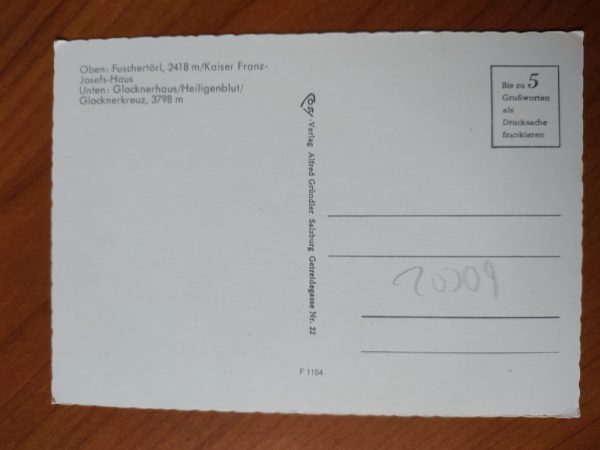 Oben: Fuschertörl, 2418 m/Kaiser Franz-
Josefs-Haus
Unten: Glocknerhaus/Heiligenblut/
Glocknerkreuz, 3798 m
Cosy-Verlag Alfred Gründler Salzburg Getreidegasse Nr. 22
Bis zu 5
Grußworten
als
Drucksache
frankieren
F 1154